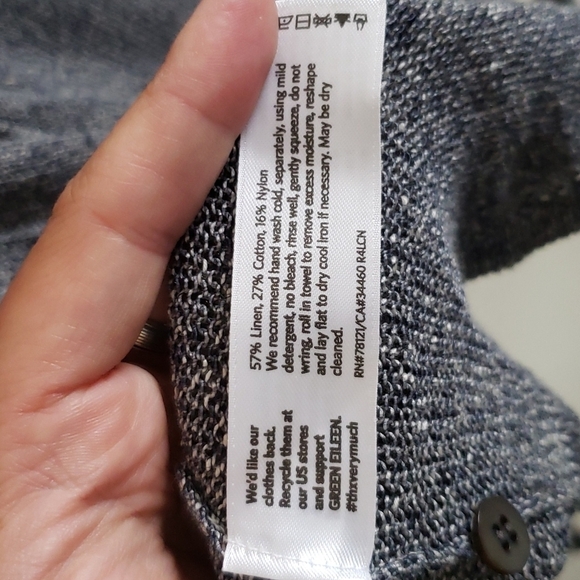 57% Linen, 27% Cotton, 16% Nylon
We recommend hand wash cold, separately, using mild
detergent, no bleach, rinse well, gently squeeze, do not
wring, roll in towel to remove excess moisture, reshape
and lay flat to dry cool Iron if necessary. May be dry
cleaned.
RN#78121/CA#34460 R4LCN
We'd like our
clothes back.
Recycle them at
our US stores
and support
GREEN EILEEN.
#thxverymuch